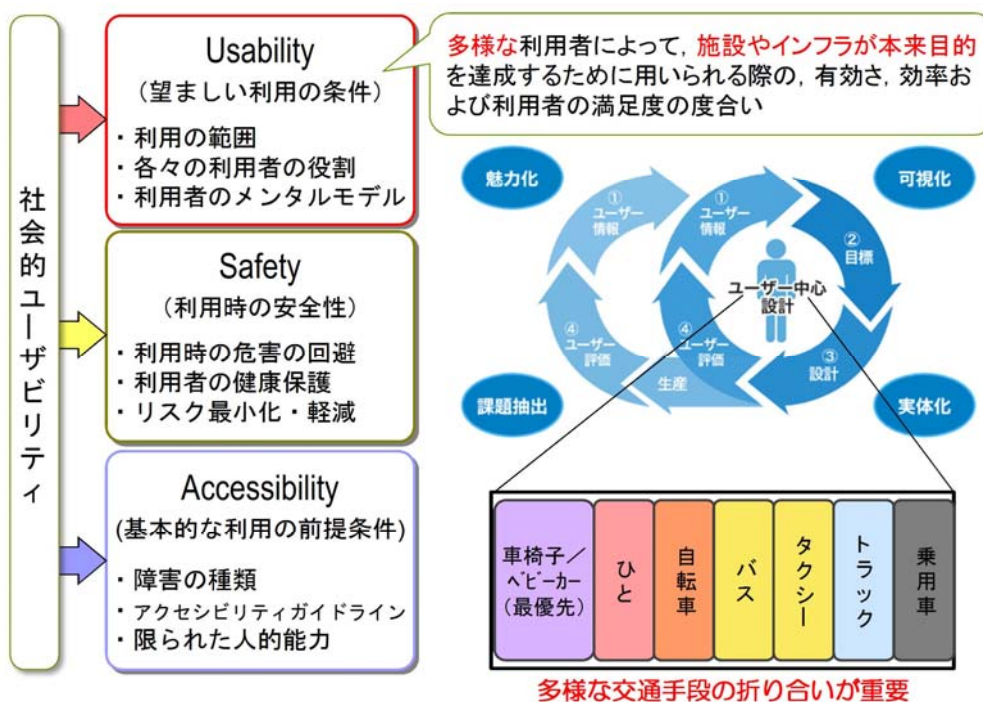 社会的ユーザビリティ
Usability
(望ましい利用の条件)
・利用の範囲
・各々の利用者の役割
・利用者のメンタルモデル
多様な利用者によって，施設やインフラが本来目的
を達成するために用いられる際の，有効さ，効率お
よび利用者の満足度の度合い
Safety
(利用時の安全性)
・利用時の危害の回避
・利用者の健康保護
・リスク最小化・軽減
Accessibility
(基本的な利用の前提条件)
・障害の種類
・アクセシビリティガイドライン
・限られた人的能力
魅力化
可視化
①
ユーザー
情報
①
ユーザー
情報
②
目標
ユーザー中心
設計
④
ユーザー
評価
④
ユーザー
評価
③
設計
生産
課題抽出
実体化
車椅子／
ベビーカー
(最優先)
ひと
自転車
バス
タクシー
トラック
乗用車
多様な交通手段の折り合いが重要